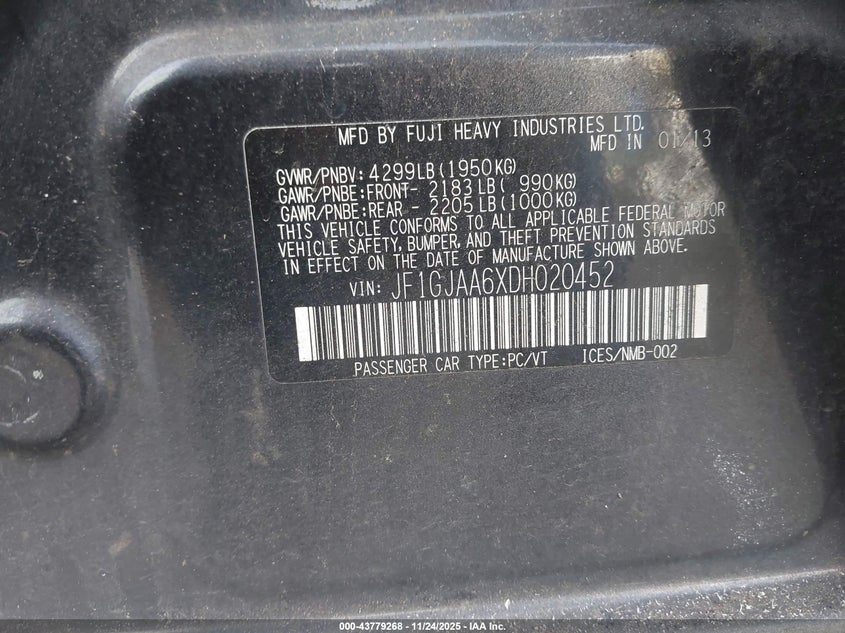 MFD BY FUJI HEAVY INDUSTRIES LTD.
MFD IN 01/13
GVWR/PNBV: 4299LB(1950KG)
GAWR/PNBE:FRONT- 2183LB( 990KG)
GAWR/PNBE:REAR - 2205LB(1000KG)
THIS VEHICLE CONFORMS TO ALL APPLICABLE FEDERAL MOTOR
VEHICLE SAFETY, BUMPER, AND THEFT PREVENTION STANDARDS
IN EFFECT ON THE DATE OF MANUFACTURE SHOWN ABOVE.
VIN: JF1GJAA6XDH020452
PASSENGER CAR TYPE:PC/VT ICES/NMB-002
000-43779268 - 11/24/2025 - IAA Inc.